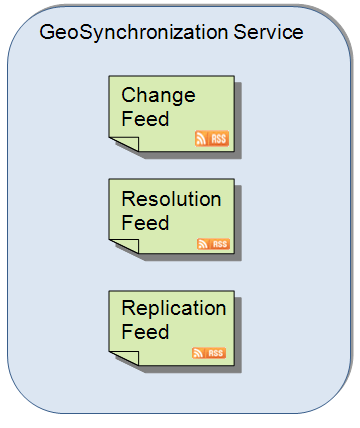 GeoSynchronization Service
Change
Feed
RSS
Resolution
Feed
RSS
Replication
Feed
RSS